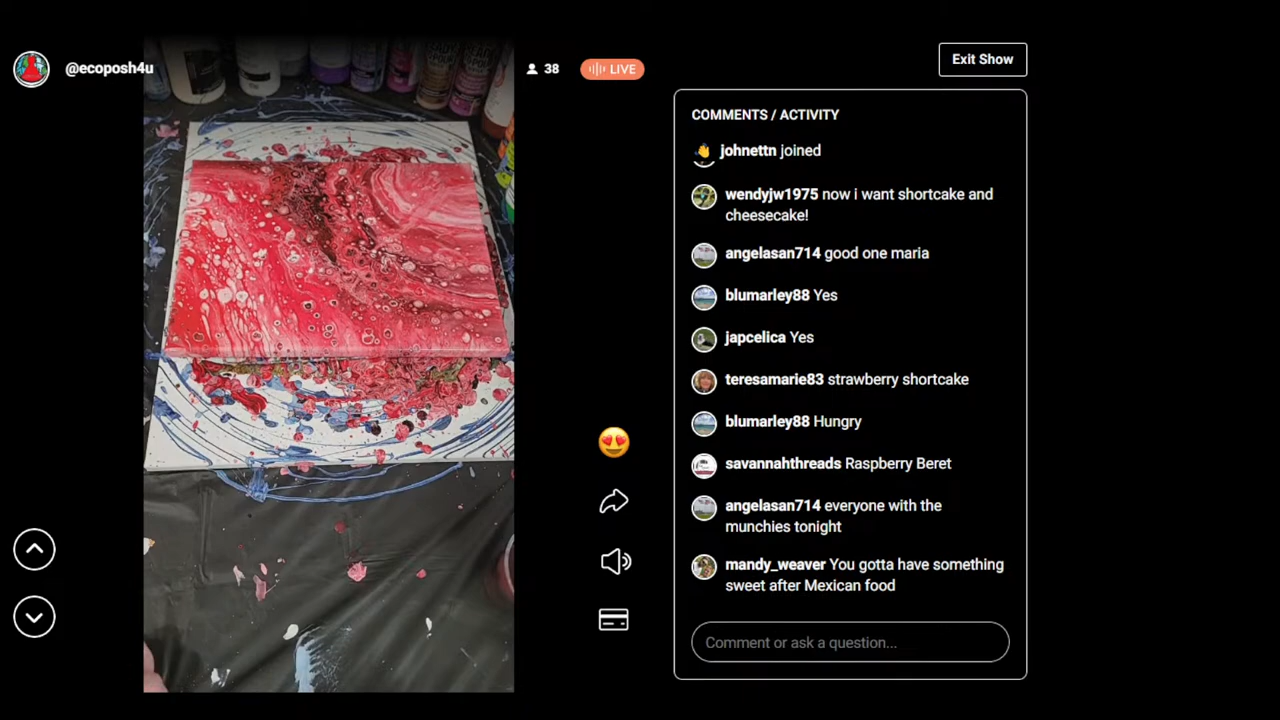 @ecoposh4u
38
LIVE
Exit Show
COMMENTS / ACTIVITY
johnettn joined
wendyjw1975 now i want shortcake and
cheesecake!
angelasan714 good one maria
blumarley88 Yes
japcelica Yes
teresamarie83 strawberry shortcake
blumarley88 Hungry
savannahthreads Raspberry Beret
angelasan714 everyone with the
munchies tonight
mandy_weaver You gotta have something
sweet after Mexican food
Comment or ask a question...